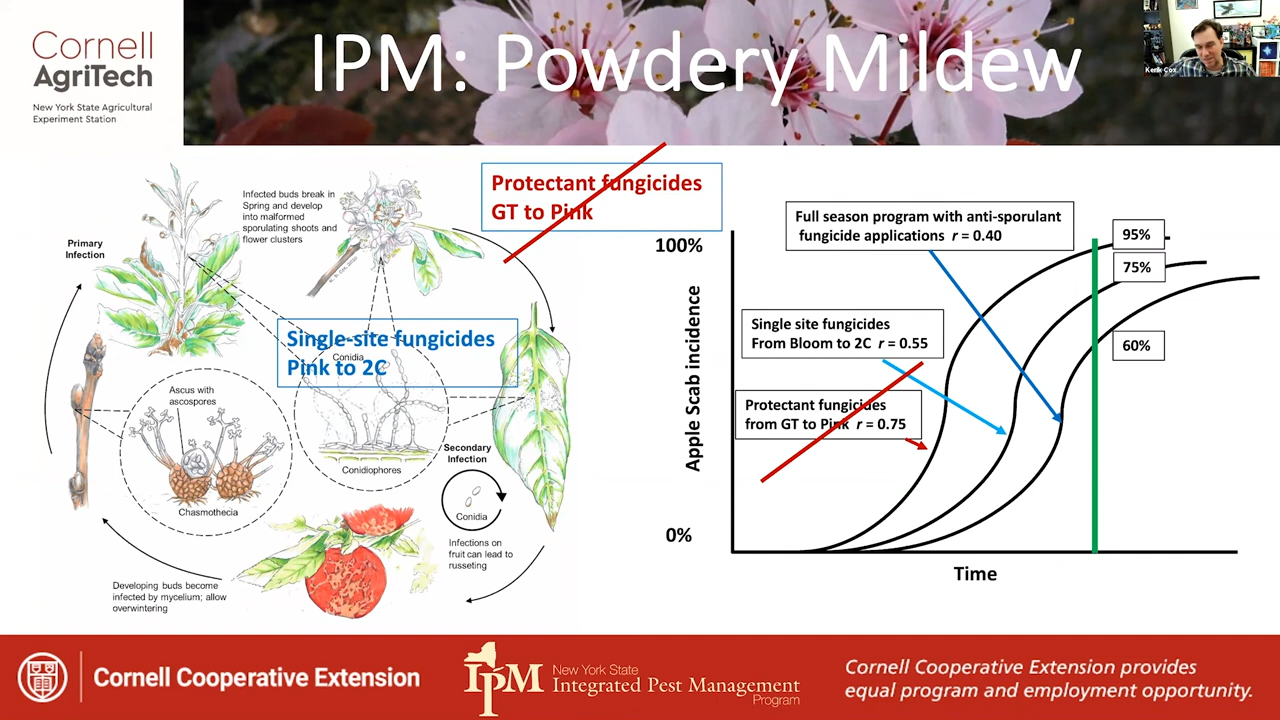 Cornell
AgriTech
New York State Agricultural
Experiment Station
IPM: Powdery Mildew
Protectant fungicides
GT to Pink
Infected buds break in
Spring and develop
into malformed
sporulating shoots and
flower clusters
Primary
Infection
Single-site fungicides
Pink to 2C
Conidia
Ascus with
ascospores
Chasmothecia
Conidiophores
Secondary
Infection
Conidia
Infections on
fruit can lead to
russeting
Developing buds become
infected by mycelium; allow
overwintering
Full season program with anti-sporulant
fungicide applications r = 0.40
95%
75%
60%
100%
Single site fungicides
From Bloom to 2C r = 0.55
Protectant fungicides
from GT to Pink r = 0.75
Apple Scab incidence
0%
Time
Cornell Cooperative Extension
IPM
New York State
Integrated Pest Management
Program
Cornell Cooperative Extension provides
equal program and employment opportunity.